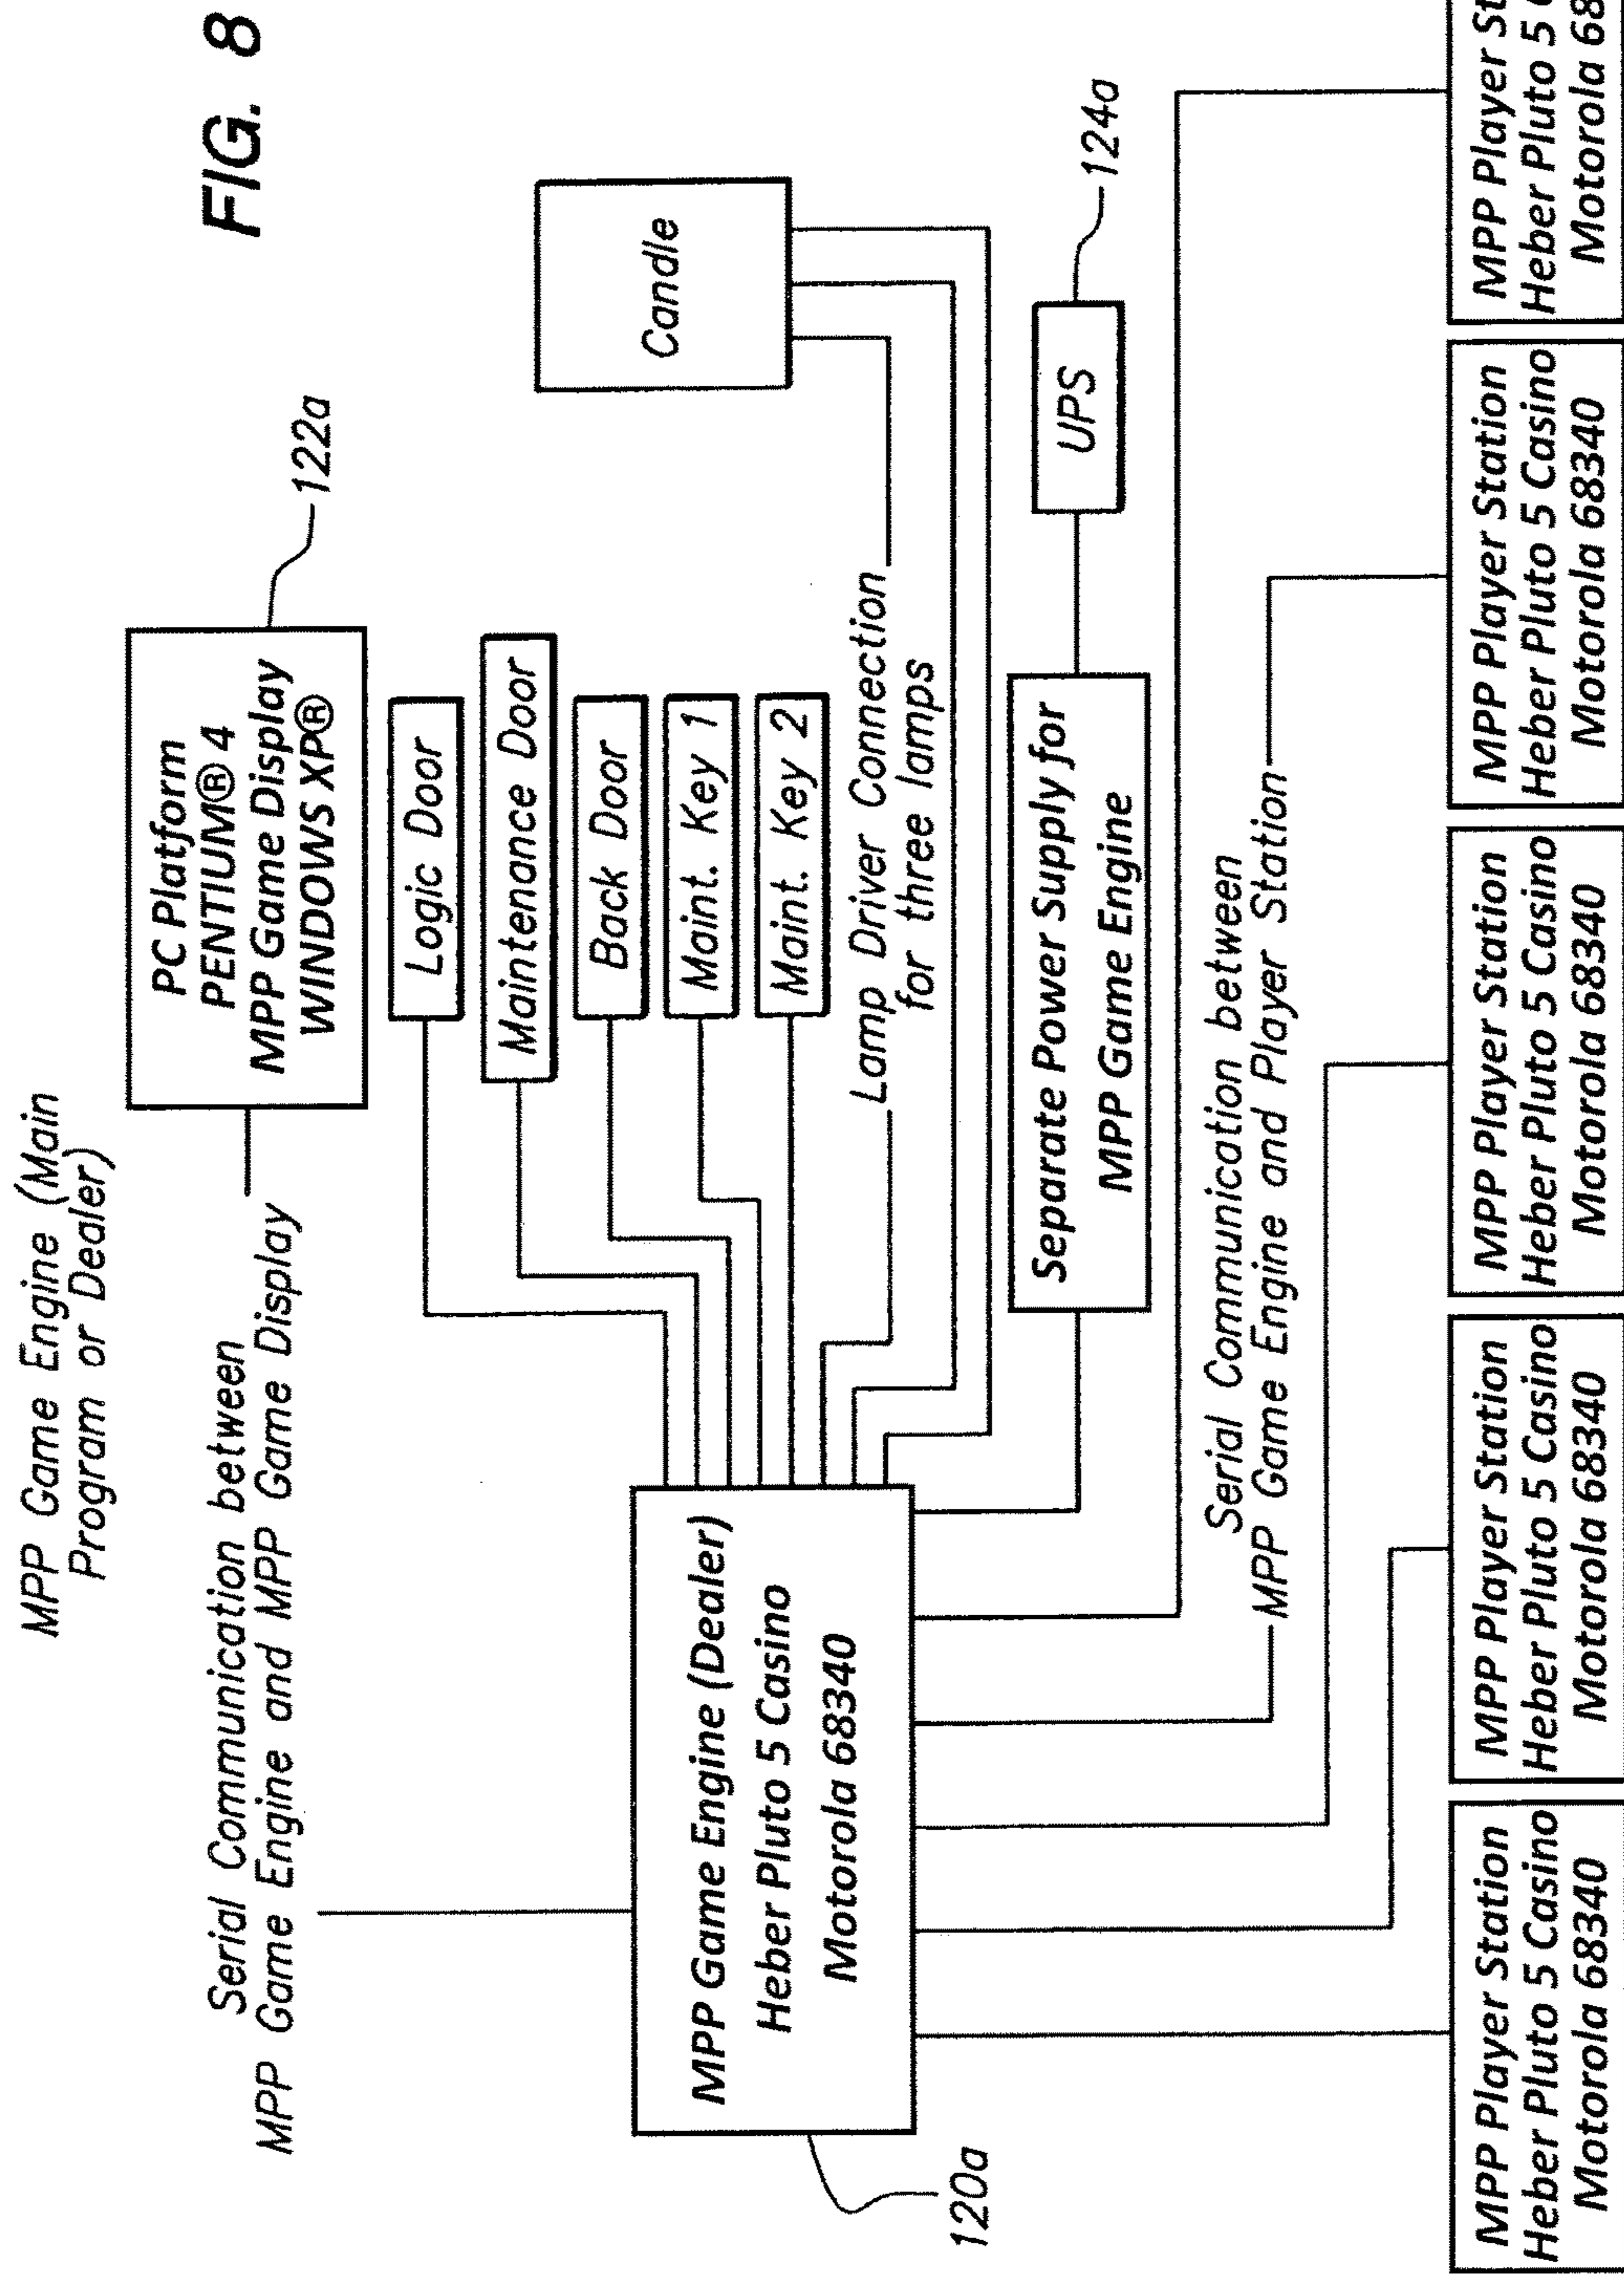 FIG. 8
MPP Game Engine (Main
Program or Dealer)
Serial Communication between
MPP Game Engine and MPP Game Display
PC Platform
PENTIUM® 4
MPP Game Display
WINDOWS XP®
122a
Logic Door
Maintenance Door
Back Door
Maint. Key 1
Maint. Key 2
Candle
Lamp Driver Connection
for three lamps
MPP Game Engine (Dealer)
Heber Pluto 5 Casino
Motorola 68340
120a
Separate Power Supply for
MPP Game Engine
UPS
124a
Serial Communication between
MPP Game Engine and Player Station
MPP Player Station
Heber Pluto 5 Casino
Motorola 68340
MPP Player Station
Heber Pluto 5 Casino
Motorola 68340
MPP Player Station
Heber Pluto 5 Casino
Motorola 68340
MPP Player Station
Heber Pluto 5 Casino
Motorola 68340
MPP Player St
Heber Pluto 5 C
Motorola 68